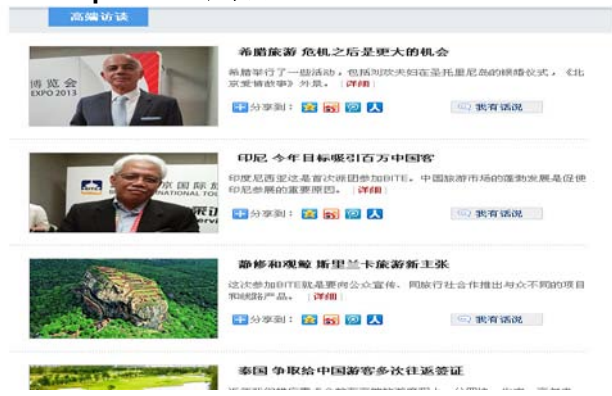 高端访谈
希腊旅游 危机之后是更大的机会
希腊举行了一些活动，包括刘欢夫妇在圣托里尼岛的
京爱情故事》外景。 [详细]
分享到：
我有话说
博览会
EXPO 2013
印尼 今年目标吸引百万中国客
印度尼西亚这是首次派团参加BITE。中国旅游市场的蓬勃发展是促使
印尼参展的重要原因。 [详细]
分享到：
我有话说
BITE
京国际旅
NATIONAL TOU
静修和观鲸 斯里兰卡旅游新主张
这次参加BITE就是要向公众宣传、同旅行社合作推出与众不同的项目
和线路产品。 [详细]
分享到：
我有话说
泰国 争取给中国游客多次往返签证